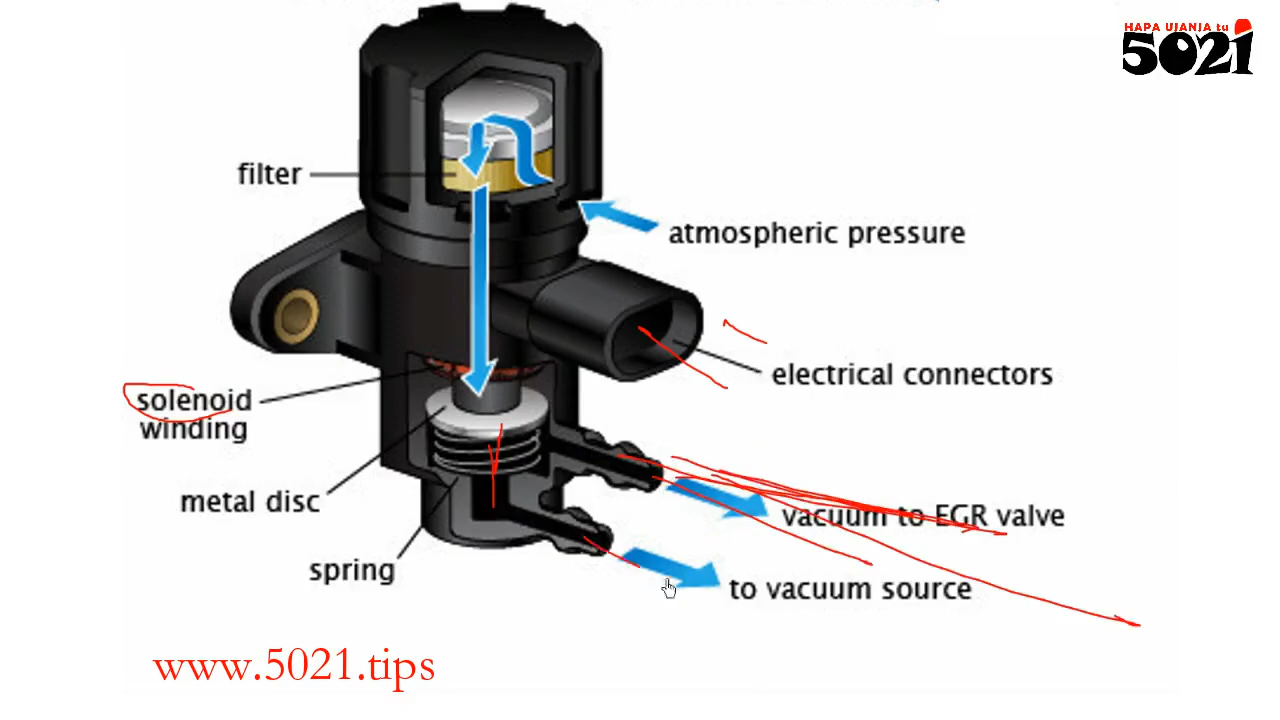 HAPA UJANJA tu
5021
filter
atmospheric pressure
electrical connectors
solenoid
winding
metal disc
vacuum to EGR valve
spring
to vacuum source
www.5021.tips